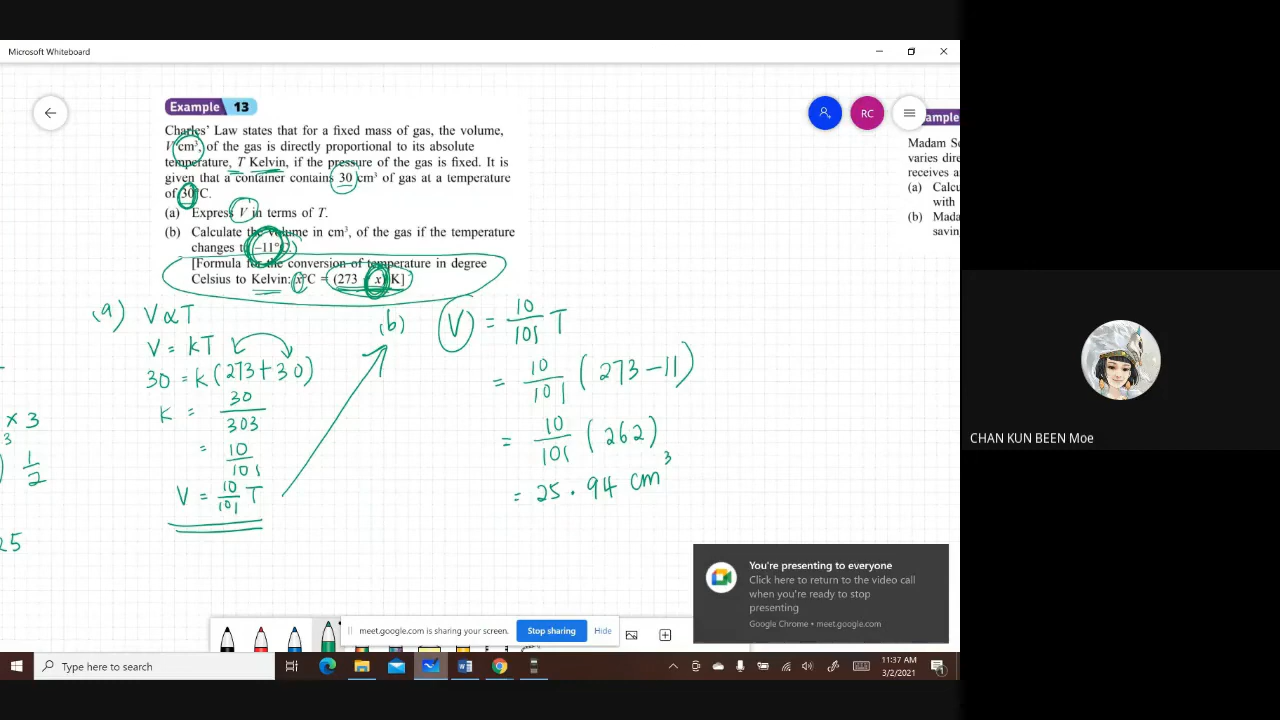 Microsoft Whiteboard
Example 13
Charles' Law states that for a fixed mass of gas, the volume,
V cm³, of the gas is directly proportional to its absolute
temperature, T Kelvin, if the pressure of the gas is fixed. It is
given that a container contains 30 cm³ of gas at a temperature
of 30°C.
(a) Express V in terms of T.
(b) Calculate the volume in cm³, of the gas if the temperature
changes to –11°C.
[Formula for the conversion of temperature in degree
Celsius to Kelvin: x°C = (273 x) K]
(a) V ∝ T
V = kT
30 = k(273+30)
k = 30/303
= 10/101
V = 10/101 T
(b) V = 10/101 T
= 10/101 (273 – 11)
= 10/101 (262)
= 25.94 cm³
× 3
3
) 1/2
25
RC
ample
Madam S
varies dire
receives a
(a) Calcu
with
(b) Mada
savin
CHAN KUN BEEN Moe
You're presenting to everyone
Click here to return to the video call
when you're ready to stop
presenting
Google Chrome • meet.google.com
meet.google.com is sharing your screen.
Stop sharing
Hide
Type here to search
11:37 AM
3/2/2021
1